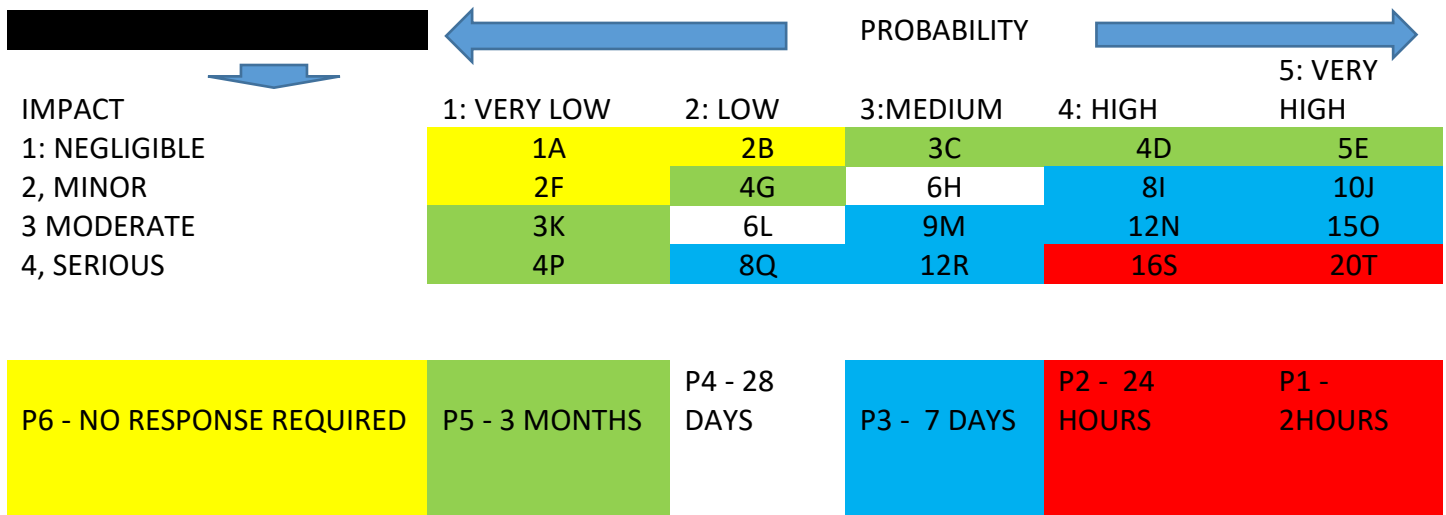 PROBABILITY
IMPACT 1: VERY LOW 2: LOW 3:MEDIUM 4: HIGH 5: VERY HIGH
1: NEGLIGIBLE 1A 2B 3C 4D 5E
2, MINOR 2F 4G 6H 8I 10J
3 MODERATE 3K 6L 9M 12N 15O
4, SERIOUS 4P 8Q 12R 16S 20T
P6 - NO RESPONSE REQUIRED P5 - 3 MONTHS P4 - 28 DAYS P3 - 7 DAYS P2 - 24 HOURS P1 - 2HOURS